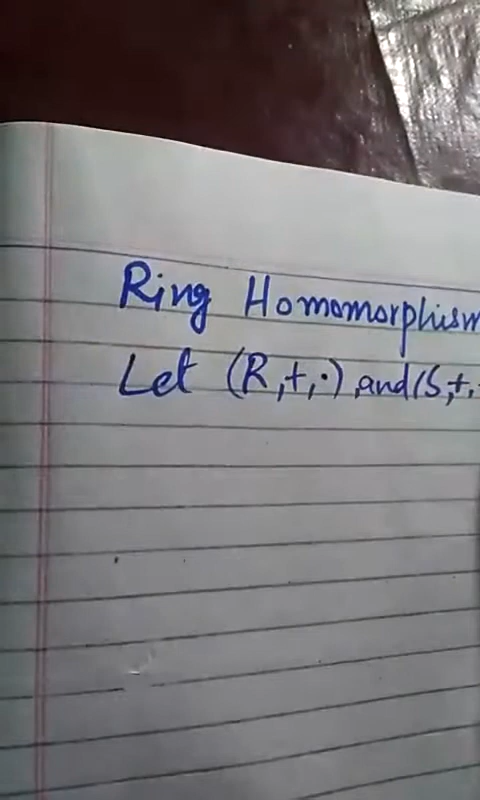 Ring Homomorphism
Let (R,+,·) and (S,+,·